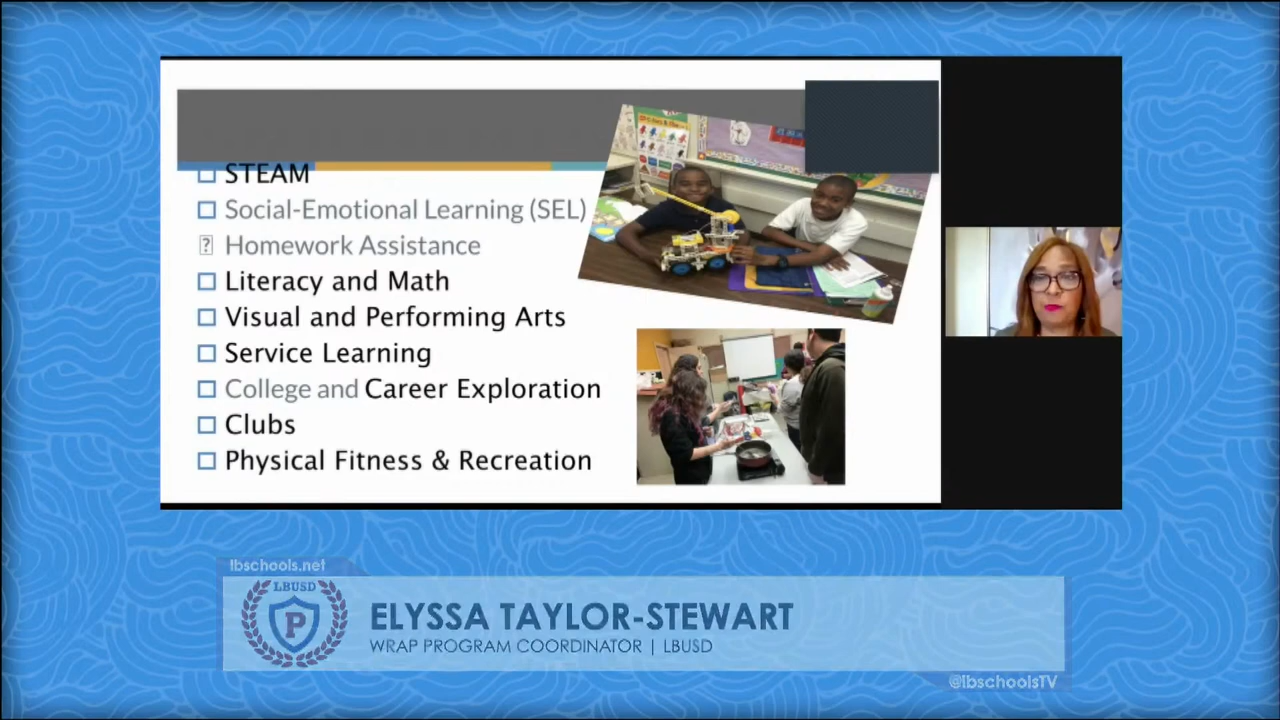 STEAM
Social-Emotional Learning (SEL)
Homework Assistance
Literacy and Math
Visual and Performing Arts
Service Learning
College and Career Exploration
Clubs
Physical Fitness & Recreation
lbschools.net
LBUSD
P
ELYSSA TAYLOR-STEWART
WRAP PROGRAM COORDINATOR | LBUSD
@lbschoolsTV